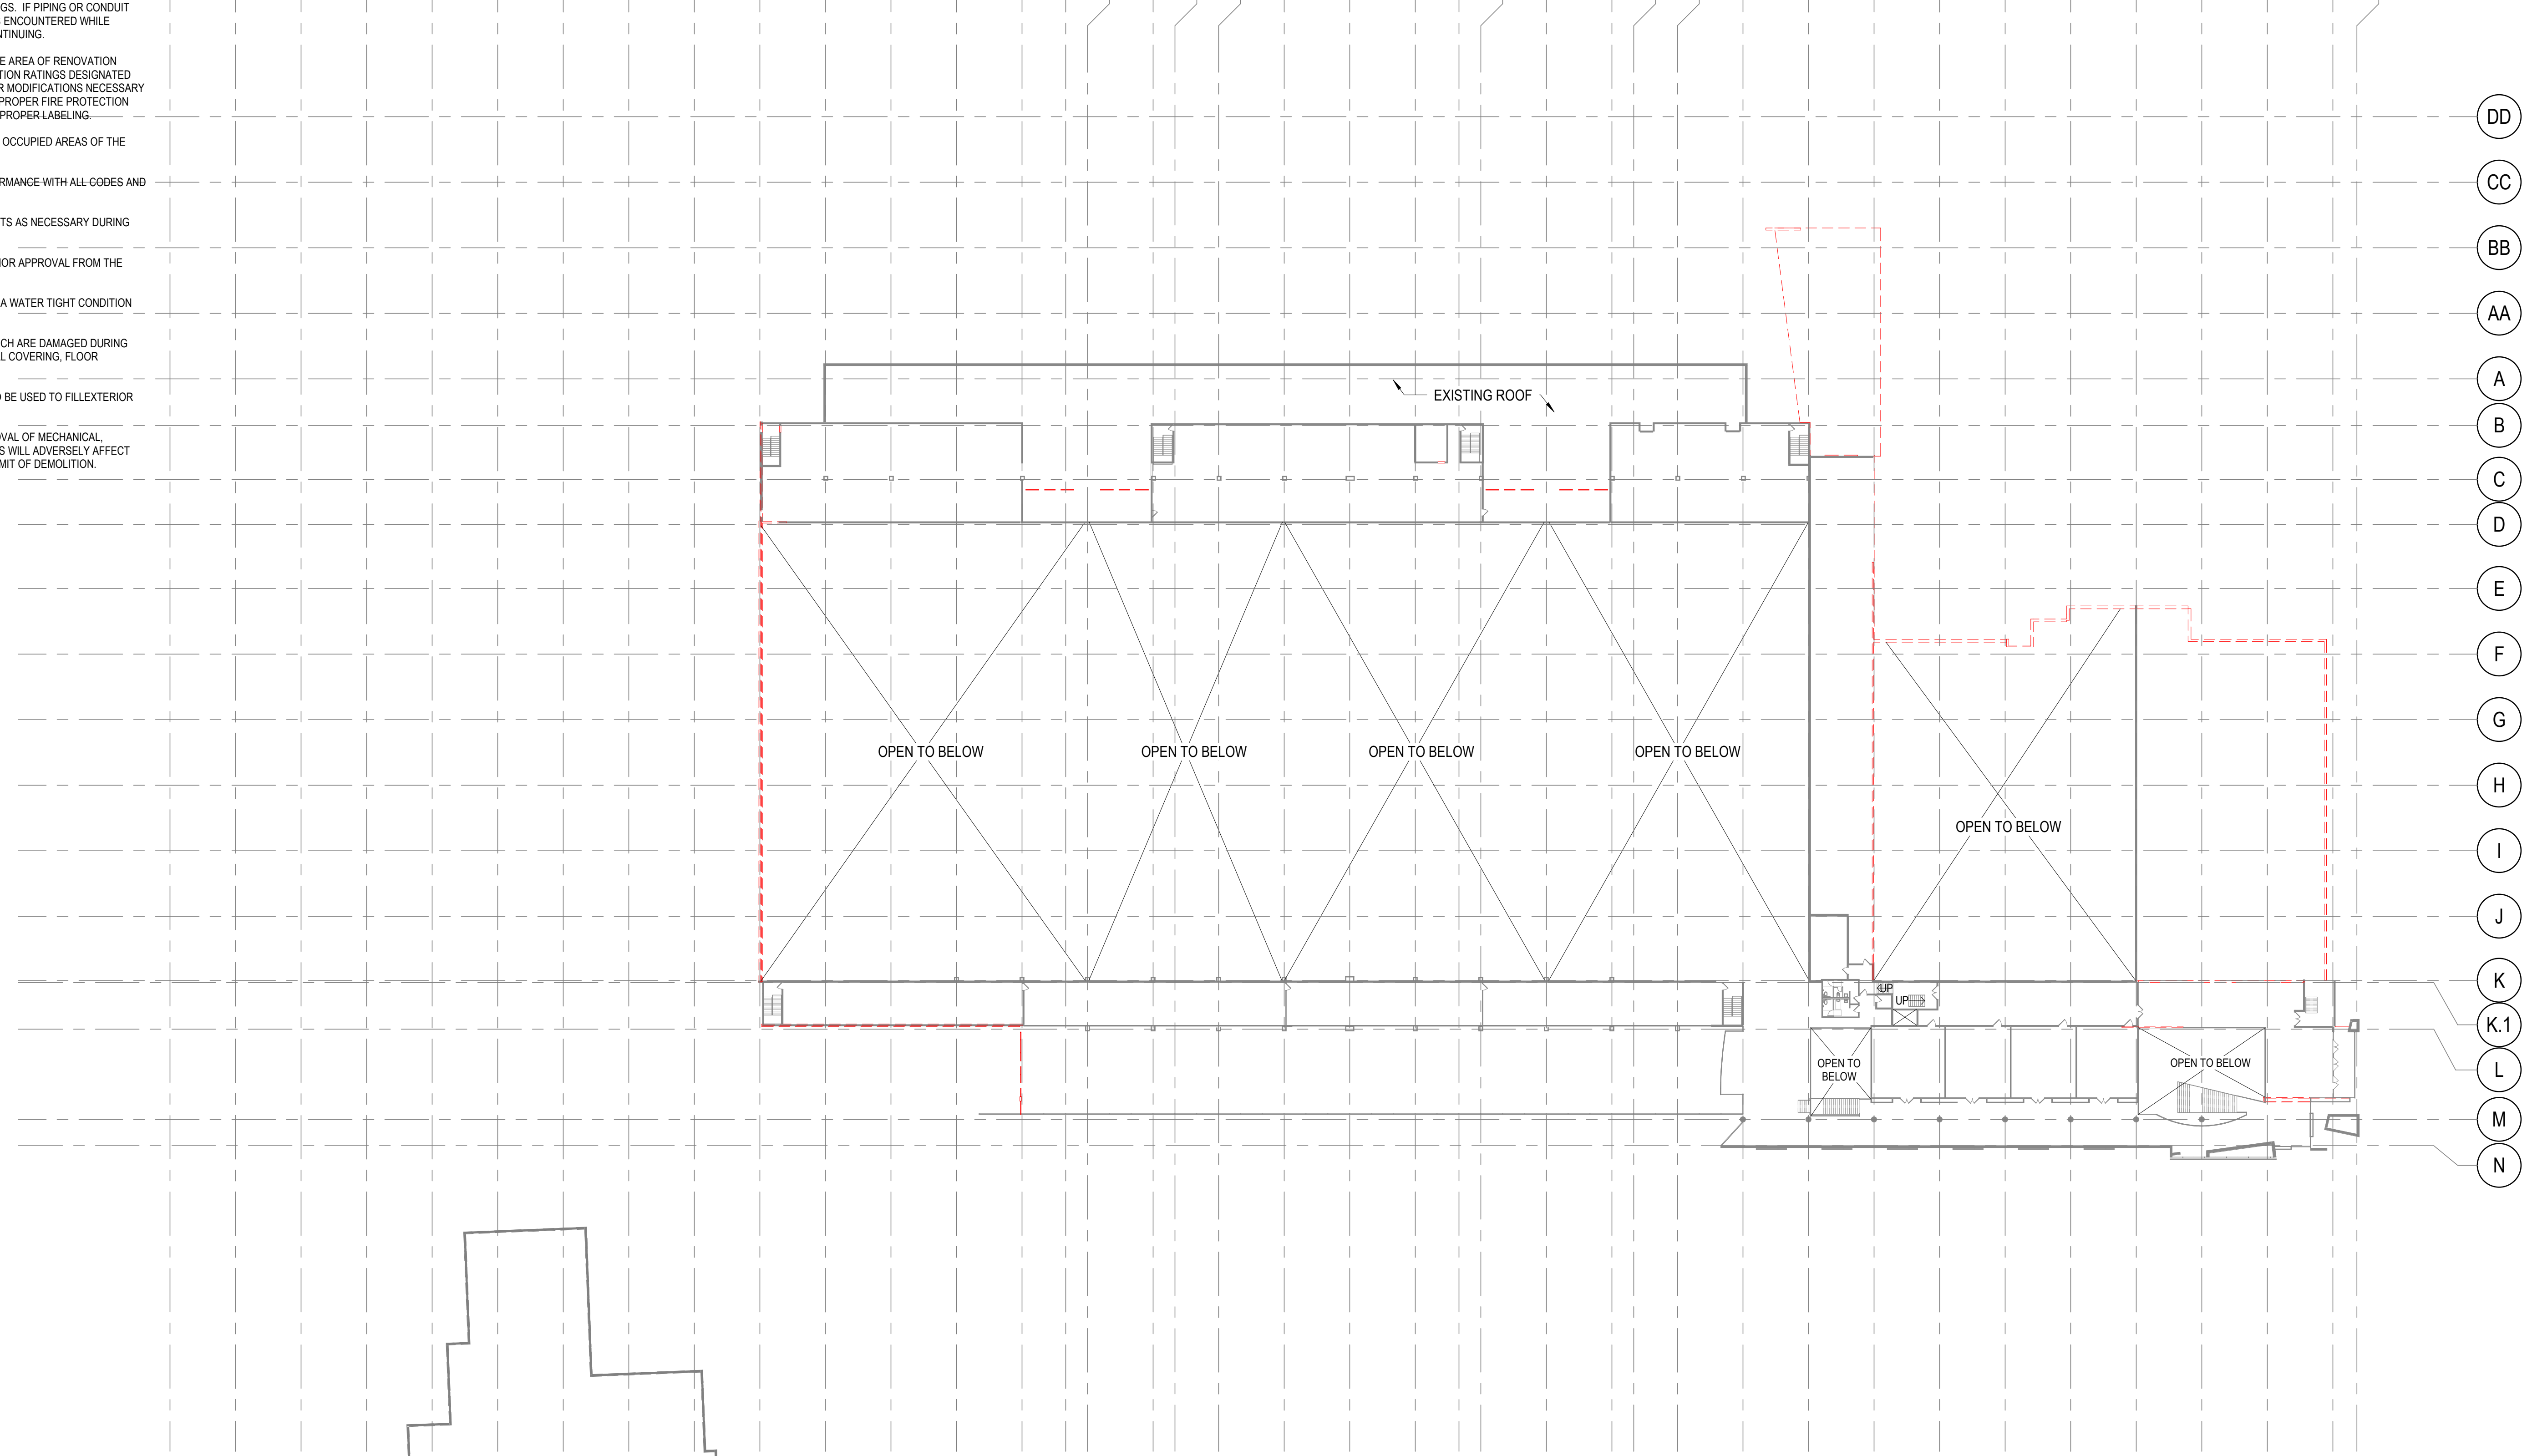 GS. IF PIPING OR CONDUIT
ENCOUNTERED WHILE
NTINUING.
E AREA OF RENOVATION
TION RATINGS DESIGNATED
R MODIFICATIONS NECESSARY
PROPER FIRE PROTECTION
PROPER LABELING.
OCCUPIED AREAS OF THE
RMANCE WITH ALL CODES AND
TS AS NECESSARY DURING
IOR APPROVAL FROM THE
A WATER TIGHT CONDITION
CH ARE DAMAGED DURING
L COVERING, FLOOR
O BE USED TO FILLEXTERIOR
OVAL OF MECHANICAL,
S WILL ADVERSELY AFFECT
MIT OF DEMOLITION.
DD
CC
BB
AA
A
EXISTING ROOF
B
C
D
E
F
G
OPEN TO BELOW
OPEN TO BELOW
OPEN TO BELOW
OPEN TO BELOW
H
OPEN TO BELOW
I
J
K
UP
UP
K.1
OPEN TO
BELOW
OPEN TO BELOW
L
M
N